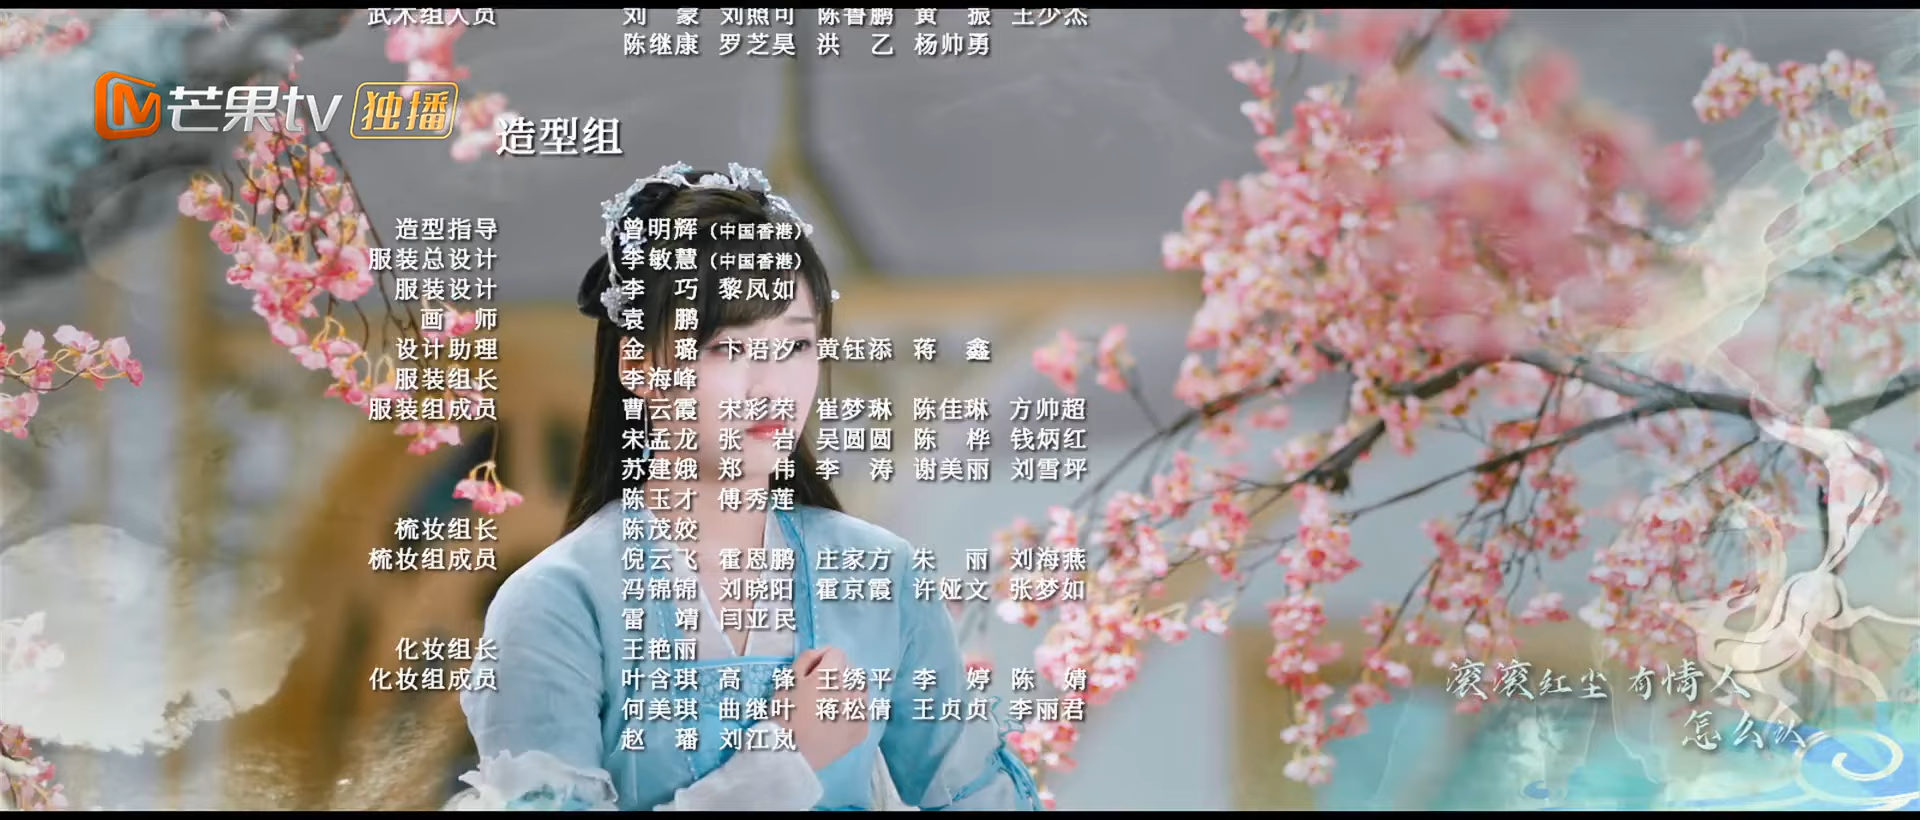 武术组人员 刘 豪 刘照可 陈鲁鹏 黄 振 王少杰
陈继康 罗芝昊 洪 乙 杨帅勇
芒果tv 独播
造型组
造型指导 曾明辉（中国香港）
服装总设计 李敏慧（中国香港）
服装设计 李 巧 黎凤如
画 师 袁 鹏
设计助理 金 璐 卞语汐 黄钰添 蒋 鑫
服装组长 李海峰
服装组成员 曹云霞 宋彩荣 崔梦琳 陈佳琳 方帅超
宋孟龙 张 岩 吴圆圆 陈 桦 钱炳红
苏建娥 郑 伟 李 涛 谢美丽 刘雪坪
陈玉才 傅秀莲
梳妆组长 陈茂姣
梳妆组成员 倪云飞 霍恩鹏 庄家方 朱 丽 刘海燕
冯锦锦 刘晓阳 霍京霞 许娅文 张梦如
雷 靖 闫亚民
化妆组长 王艳丽
化妆组成员 叶含琪 高 锋 王绣平 李 婷 陈 婧
何美琪 曲继叶 蒋松倩 王贞贞 李丽君
赵 璠 刘江岚
滚滚红尘 有情人
怎么认